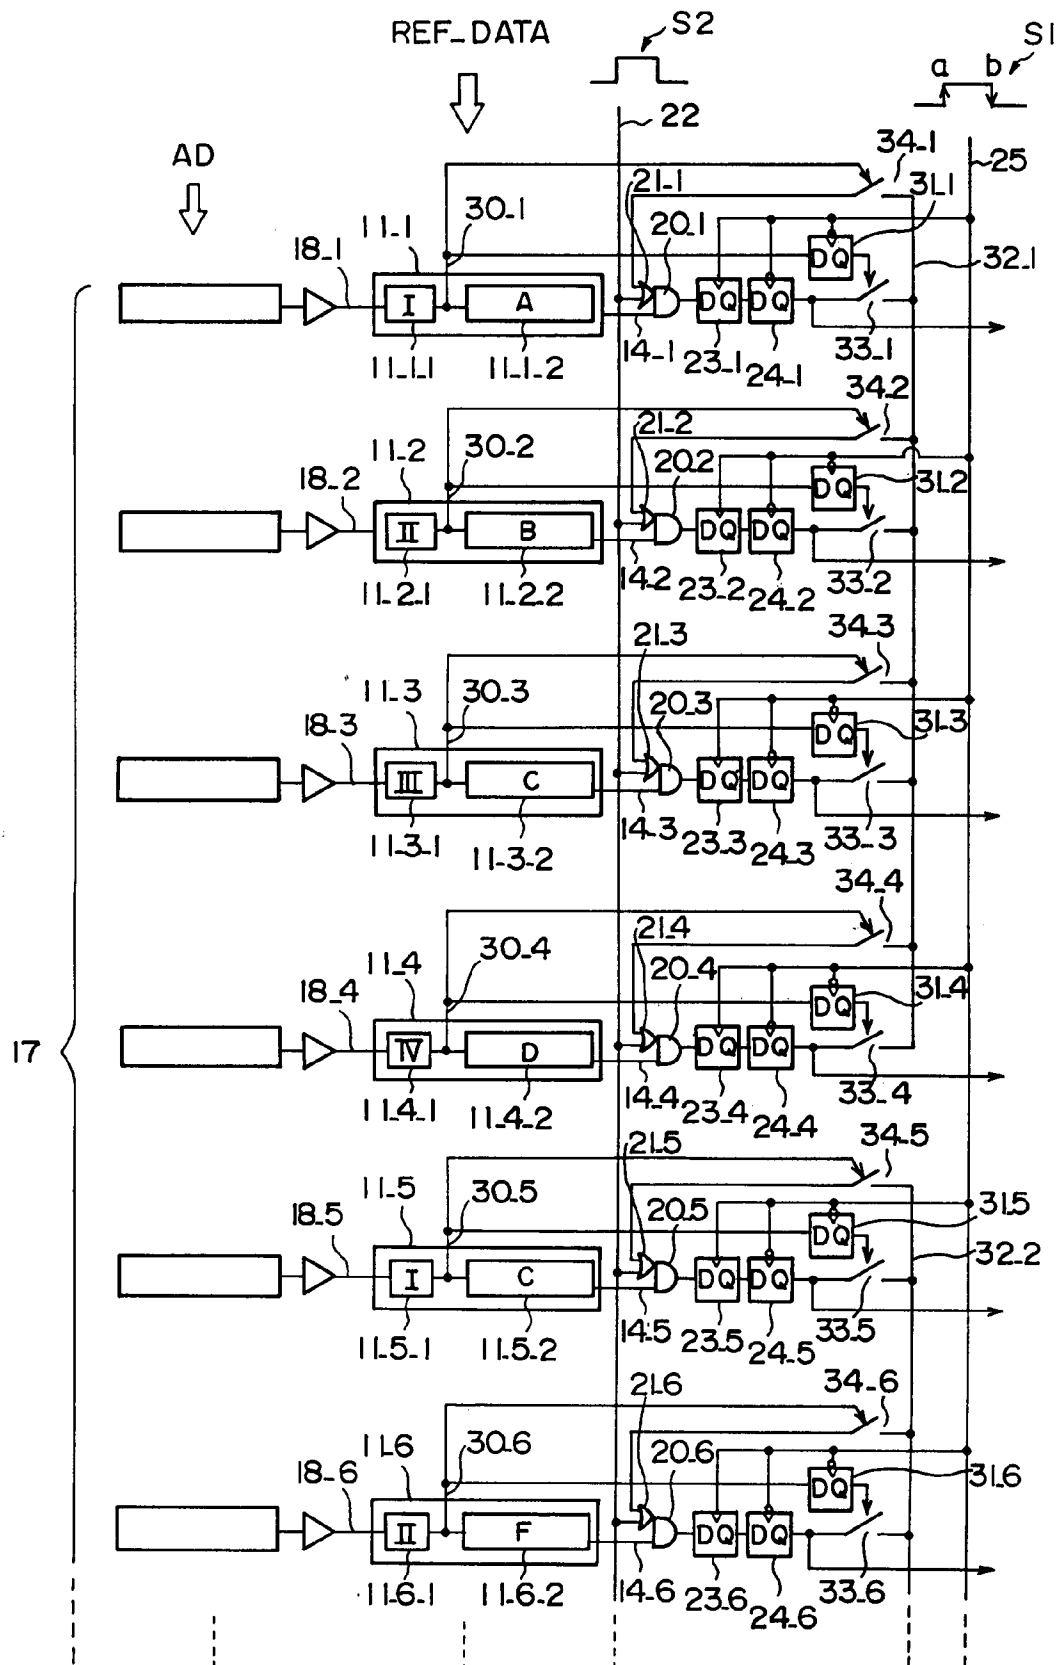 REF_DATA
S2
S1
a b
22
25
AD
34_1
21_1
31_1
30_1
20_1
11_1
18_1
32_1
I
A
D Q
D Q
D Q
11_1_1
11_1_2
14_1
23_1
24_1
33_1
17
34_2
21_2
11_2
30_2
20_2
31_2
18_2
II
B
D Q
D Q
D Q
11_2_1
11_2_2
14_2
23_2
24_2
33_2
34_3
21_3
11_3
30_3
20_3
31_3
18_3
III
C
D Q
D Q
D Q
11_3_1
11_3_2
14_3
23_3
24_3
33_3
34_4
21_4
11_4
30_4
20_4
31_4
18_4
IV
D
D Q
D Q
D Q
11_4_1
11_4_2
14_4
23_4
24_4
33_4
34_5
21_5
11_5
30_5
20_5
31_5
18_5
32_2
I
C
D Q
D Q
D Q
11_5_1
11_5_2
14_5
23_5
24_5
33_5
34_6
21_6
11_6
30_6
20_6
31_6
18_6
II
F
D Q
D Q
D Q
11_6_1
11_6_2
14_6
23_6
24_6
33_6